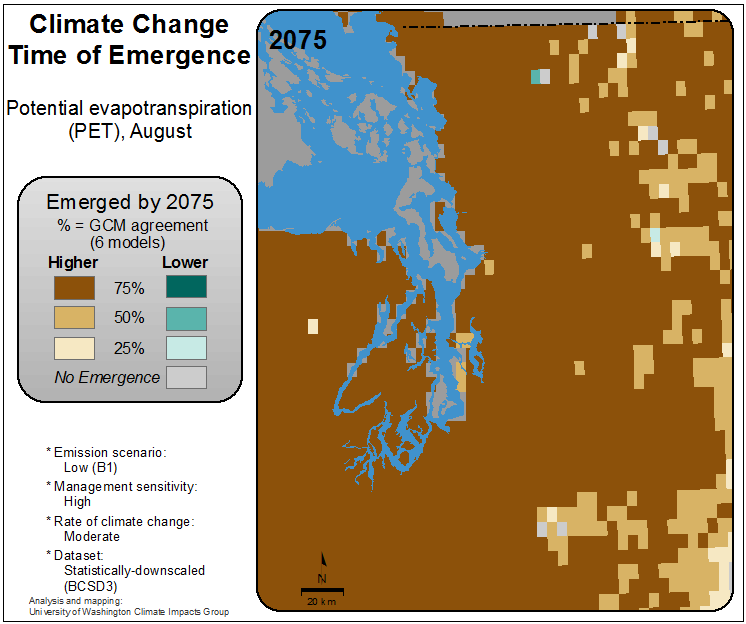 Climate Change
Time of Emergence
Potential evapotranspiration
(PET), August
Emerged by 2075
% = GCM agreement
(6 models)
Higher Lower
75%
50%
25%
No Emergence
* Emission scenario:
Low (B1)
* Management sensitivity:
High
* Rate of climate change:
Moderate
* Dataset:
Statistically-downscaled
(BCSD3)
Analysis and mapping:
University of Washington Climate Impacts Group
2075
N
20 km